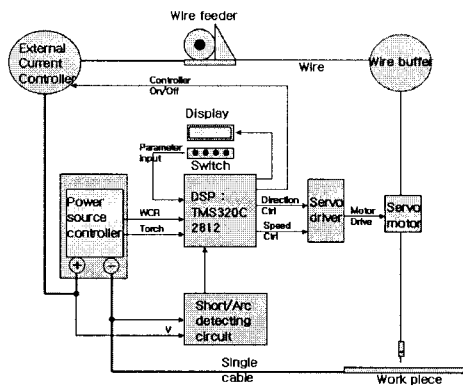 Wire feeder
External
Current
Controller
Wire
Wire buffer
Controller
On/Off
Display
Parameter
Input
Switch
Power
source
controller
WCR
Torch
DSP :
TMS320C
2812
Direction
Ctrl
Speed
Ctrl
Servo
driver
Motor
Drive
Servo
motor
+
−
V
Short/Arc
detecting
circuit
Single
cable
Work piece